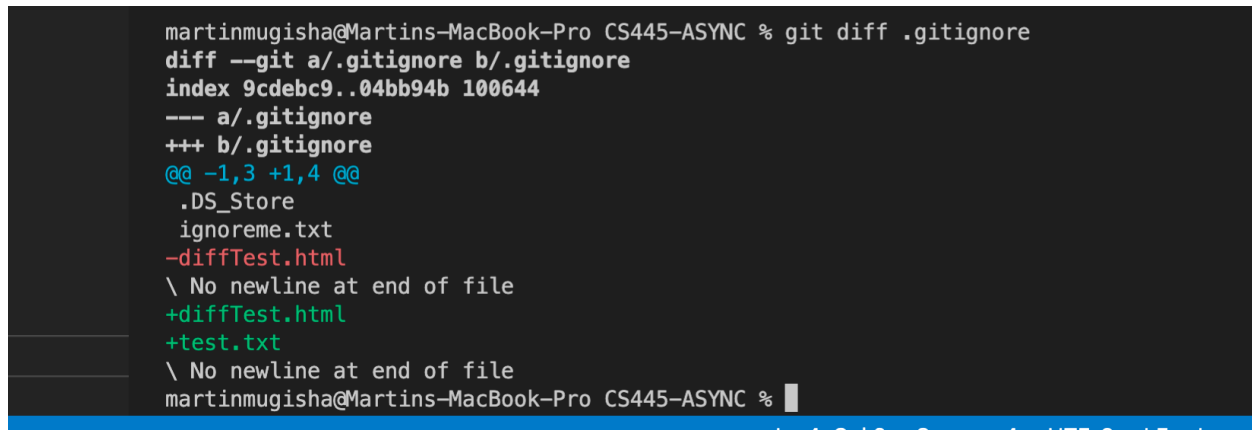 martinmugisha@Martins-MacBook-Pro CS445-ASYNC % git diff .gitignore
diff --git a/.gitignore b/.gitignore
index 9cdebc9..04bb94b 100644
--- a/.gitignore
+++ b/.gitignore
@@ -1,3 +1,4 @@
 .DS_Store
 ignoreme.txt
-diffTest.html
\ No newline at end of file
+diffTest.html
+test.txt
\ No newline at end of file
martinmugisha@Martins-MacBook-Pro CS445-ASYNC %